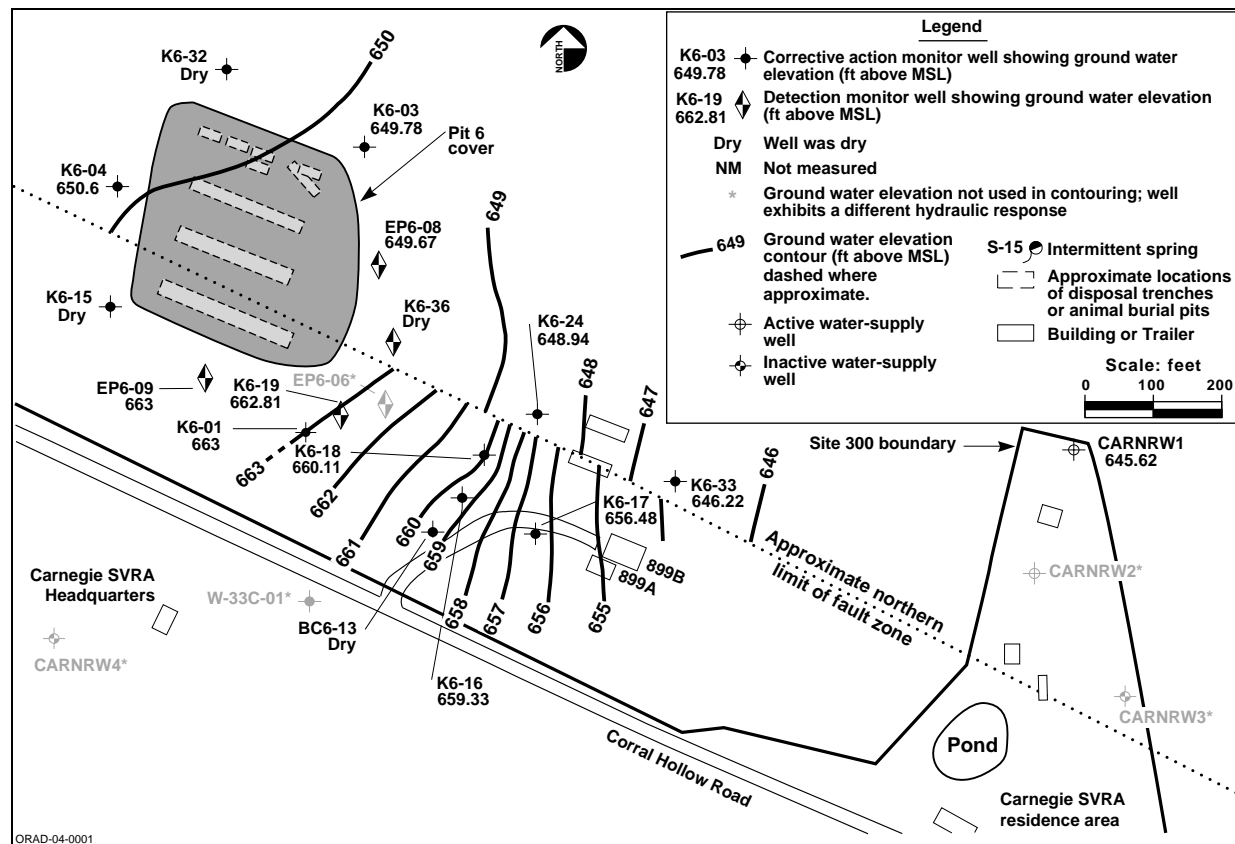 650
K6-32
Dry
NORTH
K6-03
649.78
Pit 6
cover
K6-04
650.6
649
EP6-08
649.67
K6-15
Dry
K6-36
Dry
K6-24
648.94
EP6-09
663
K6-19
662.81
EP6-06*
648
647
K6-01
663
K6-18
660.11
663
662
661
660
659
658
657
656
655
646
K6-33
646.22
K6-17
656.48
899B
899A
Carnegie SVRA
Headquarters
W-33C-01*
CARNRW4*
BC6-13
Dry
K6-16
659.33
Corral Hollow Road
Approximate northern
limit of fault zone
Site 300 boundary
CARNRW1
645.62
CARNRW2*
CARNRW3*
Pond
Carnegie SVRA
residence area
ORAD-04-0001
Legend
K6-03
649.78
Corrective action monitor well showing ground water
elevation (ft above MSL)
K6-19
662.81
Detection monitor well showing ground water elevation
(ft above MSL)
Dry Well was dry
NM Not measured
* Ground water elevation not used in contouring; well
exhibits a different hydraulic response
649
Ground water elevation
contour (ft above MSL)
dashed where
approximate.
Active water-supply
well
Inactive water-supply
well
S-15 Intermittent spring
Approximate locations
of disposal trenches
or animal burial pits
Building or Trailer
Scale: feet
0 100 200